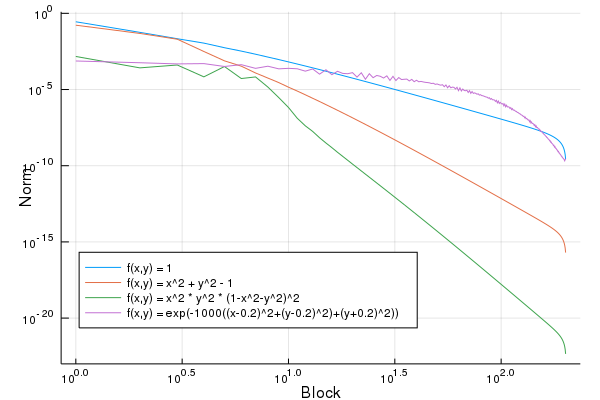 10^0
10^-5
10^-10
10^-15
10^-20
Norm
f(x,y) = 1
f(x,y) = x^2 + y^2 - 1
f(x,y) = x^2 * y^2 * (1-x^2-y^2)^2
f(x,y) = exp(-1000((x-0.2)^2+(y-0.2)^2)+(y+0.2)^2))
10^0.0
10^0.5
10^1.0
10^1.5
10^2.0
Block